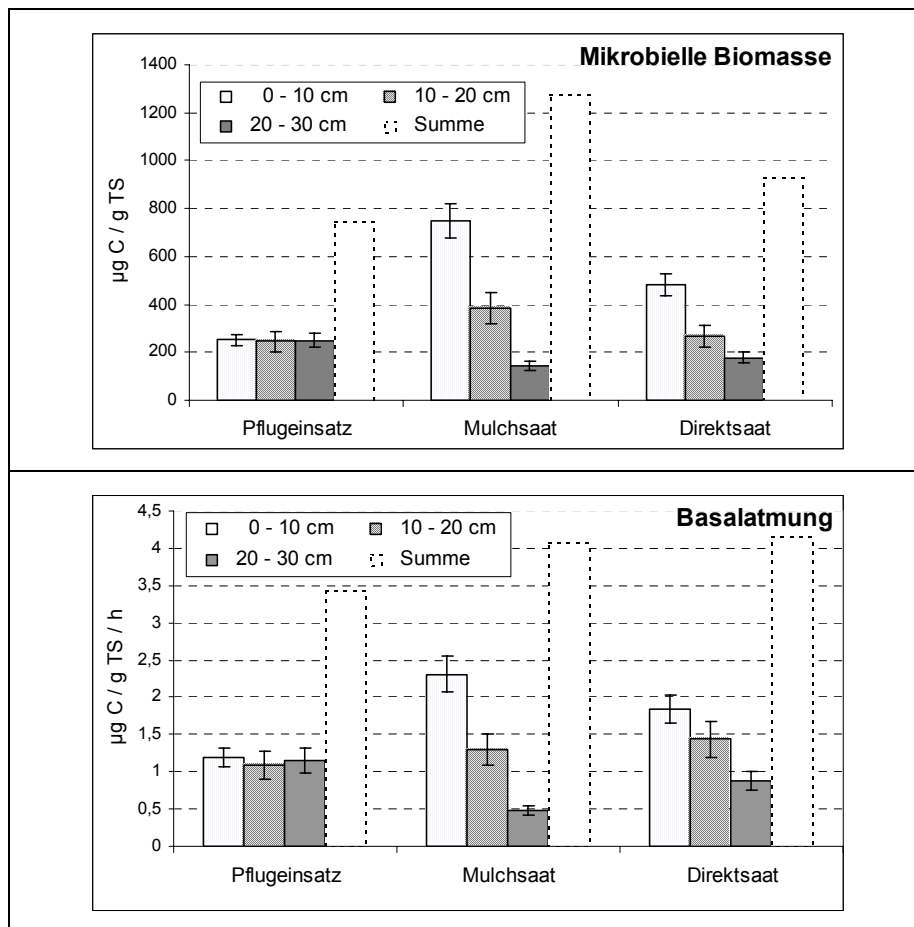 Mikrobielle Biomasse
1400
1200
1000
800
600
400
200
0
µg C / g TS
0 - 10 cm 10 - 20 cm
20 - 30 cm Summe
Pflugeinsatz Mulchsaat Direktsaat
Basalatmung
4,5
4
3,5
3
2,5
2
1,5
1
0,5
0
µg C / g TS / h
0 - 10 cm 10 - 20 cm
20 - 30 cm Summe
Pflugeinsatz Mulchsaat Direktsaat